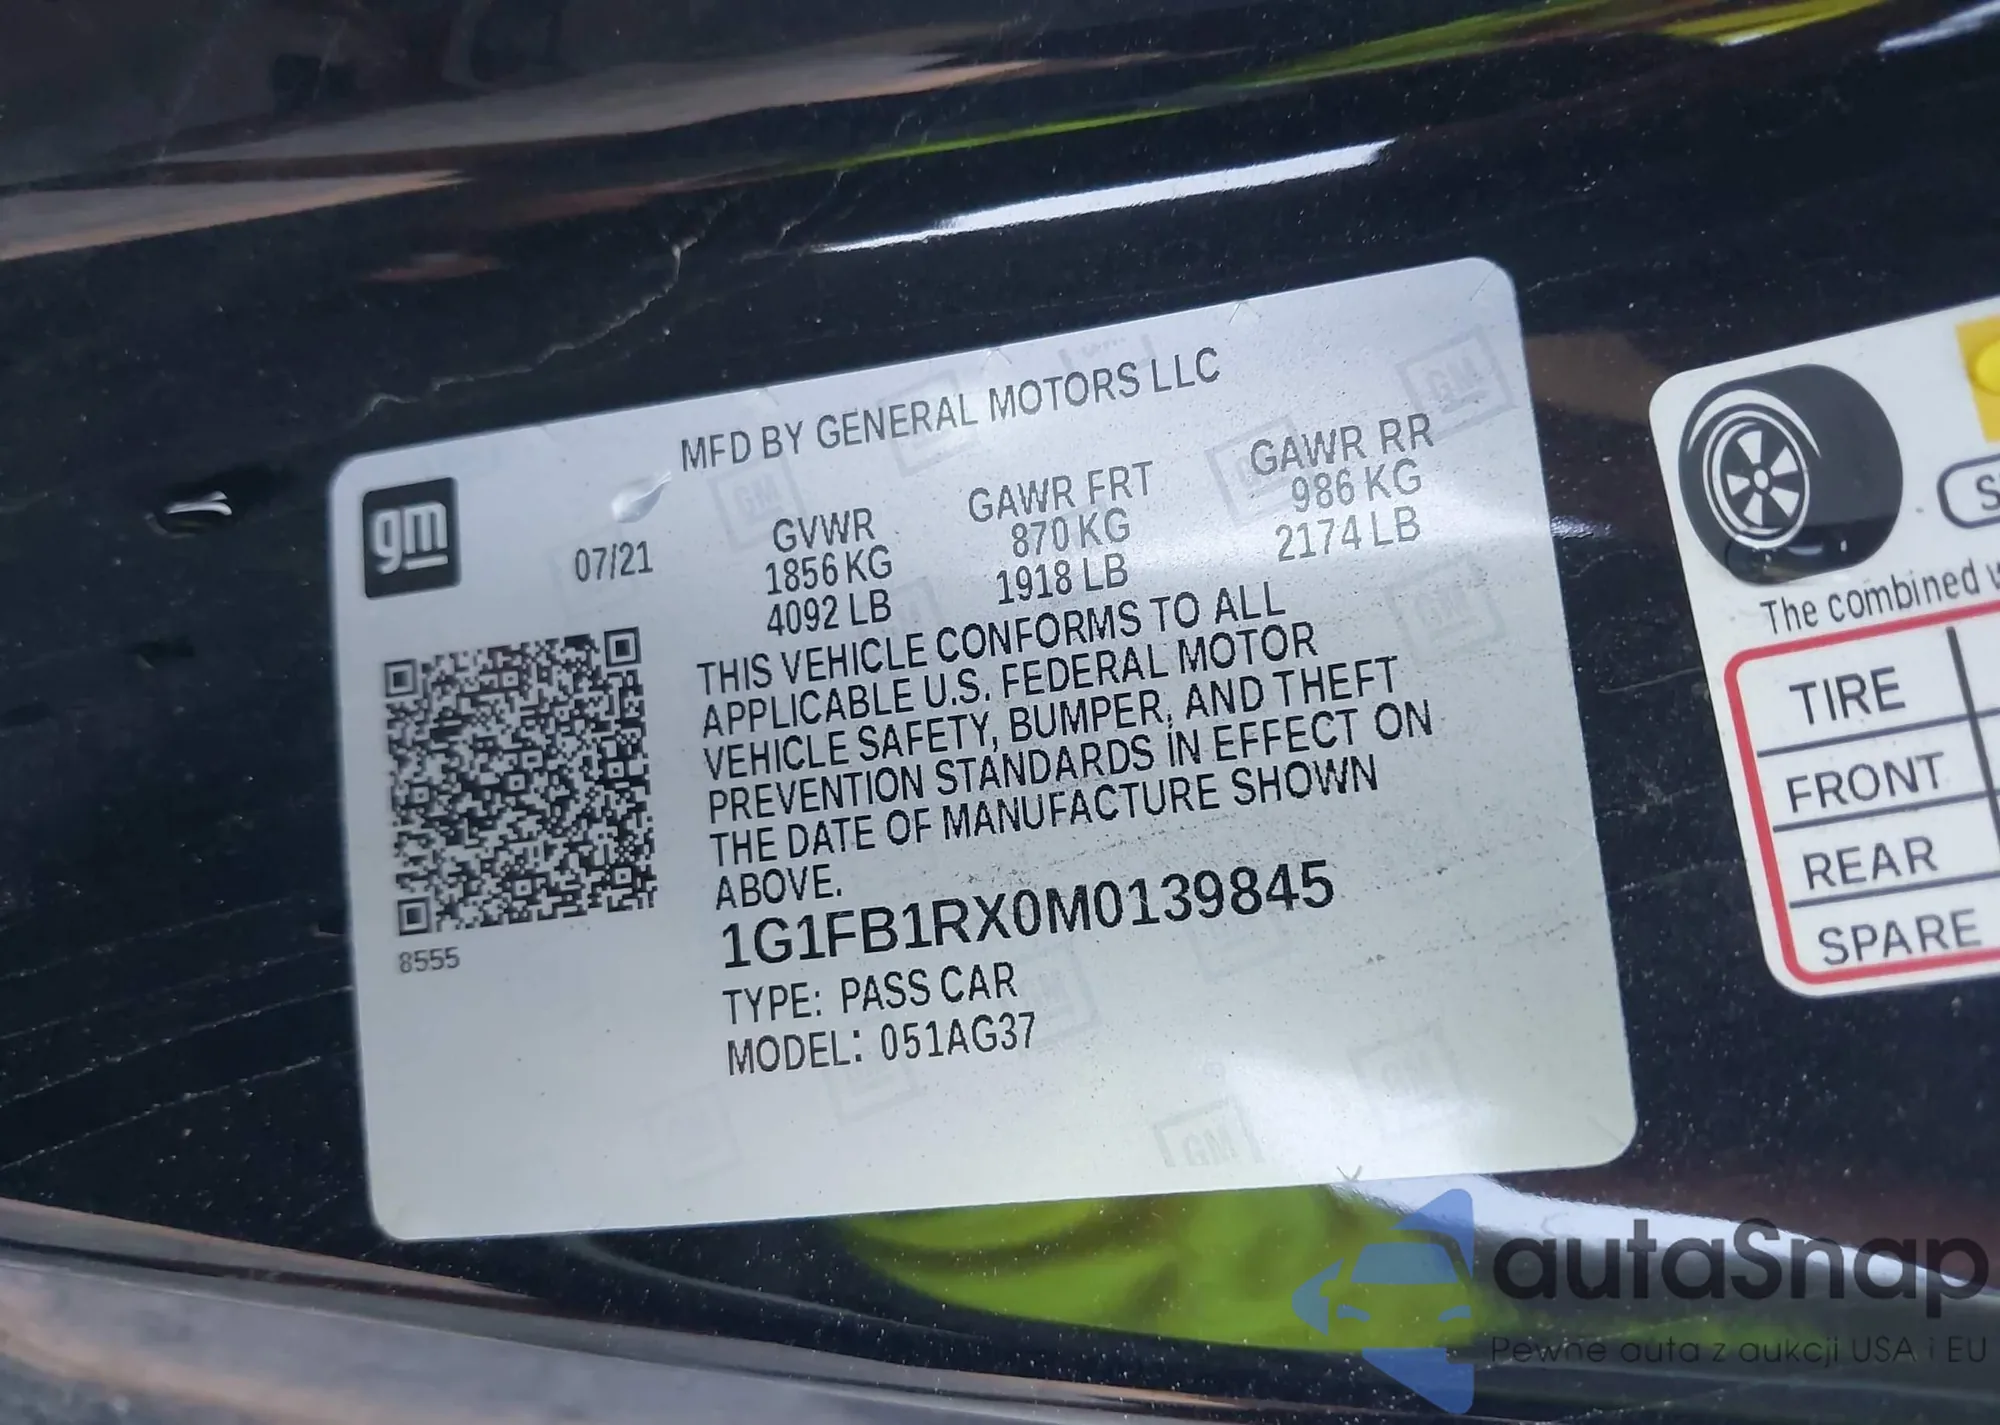 MFD BY GENERAL MOTORS LLC
gm
07/21
GVWR
1856 KG
4092 LB
GAWR FRT
870 KG
1918 LB
GAWR RR
986 KG
2174 LB
THIS VEHICLE CONFORMS TO ALL
APPLICABLE U.S. FEDERAL MOTOR
VEHICLE SAFETY, BUMPER, AND THEFT
PREVENTION STANDARDS IN EFFECT ON
THE DATE OF MANUFACTURE SHOWN
ABOVE.
1G1FB1RX0M0139845
TYPE: PASS CAR
MODEL: 051AG37
8555
The combined
TIRE
FRONT
REAR
SPARE
autaSnap
Pewne auta z aukcji USA i EU